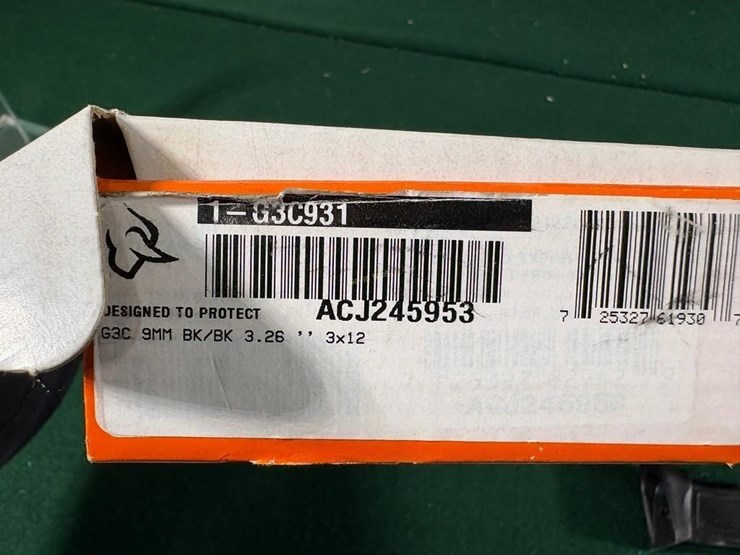 1-G3C931
ACJ245953
7 25327 61930 7
DESIGNED TO PROTECT
G3C 9MM BK/BK 3.26 '' 3x12